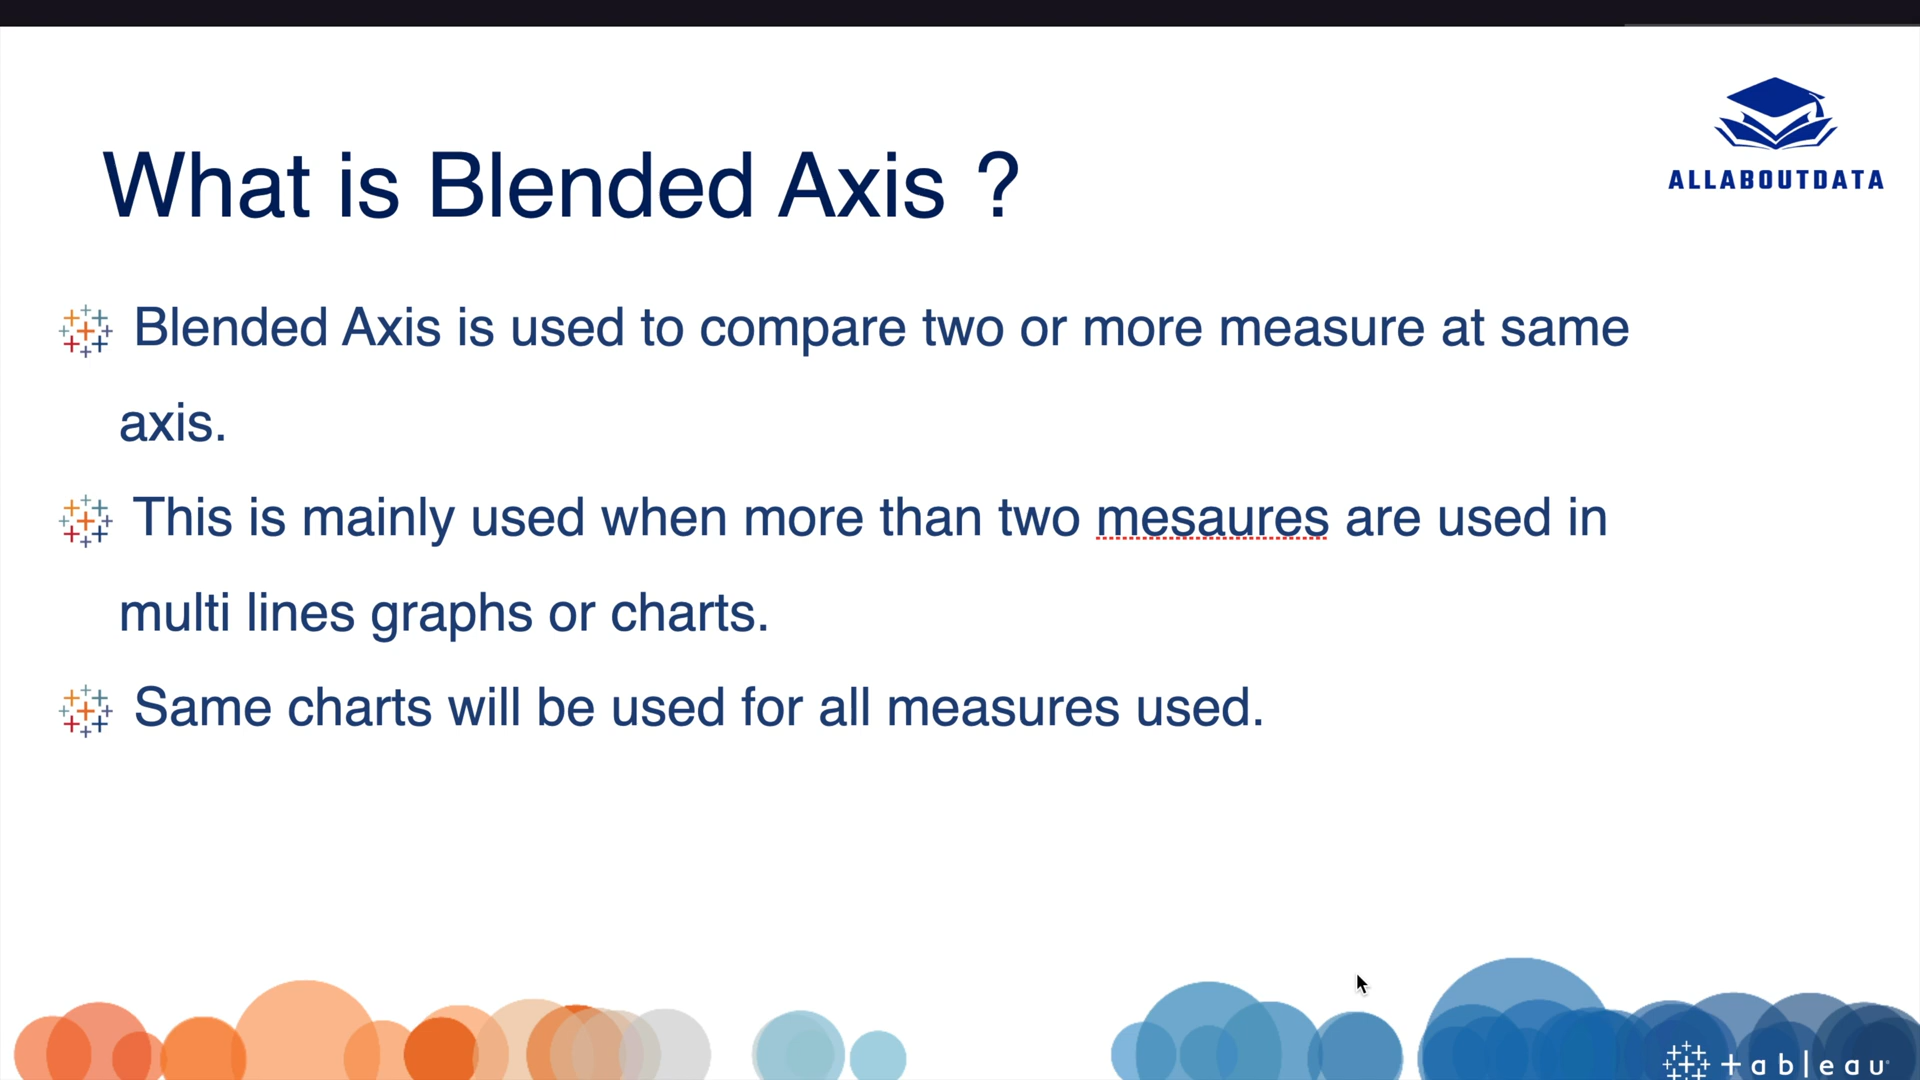 ALLABOUTDATA
What is Blended Axis ?
Blended Axis is used to compare two or more measure at same
axis.
This is mainly used when more than two mesaures are used in
multi lines graphs or charts.
Same charts will be used for all measures used.
+ableau